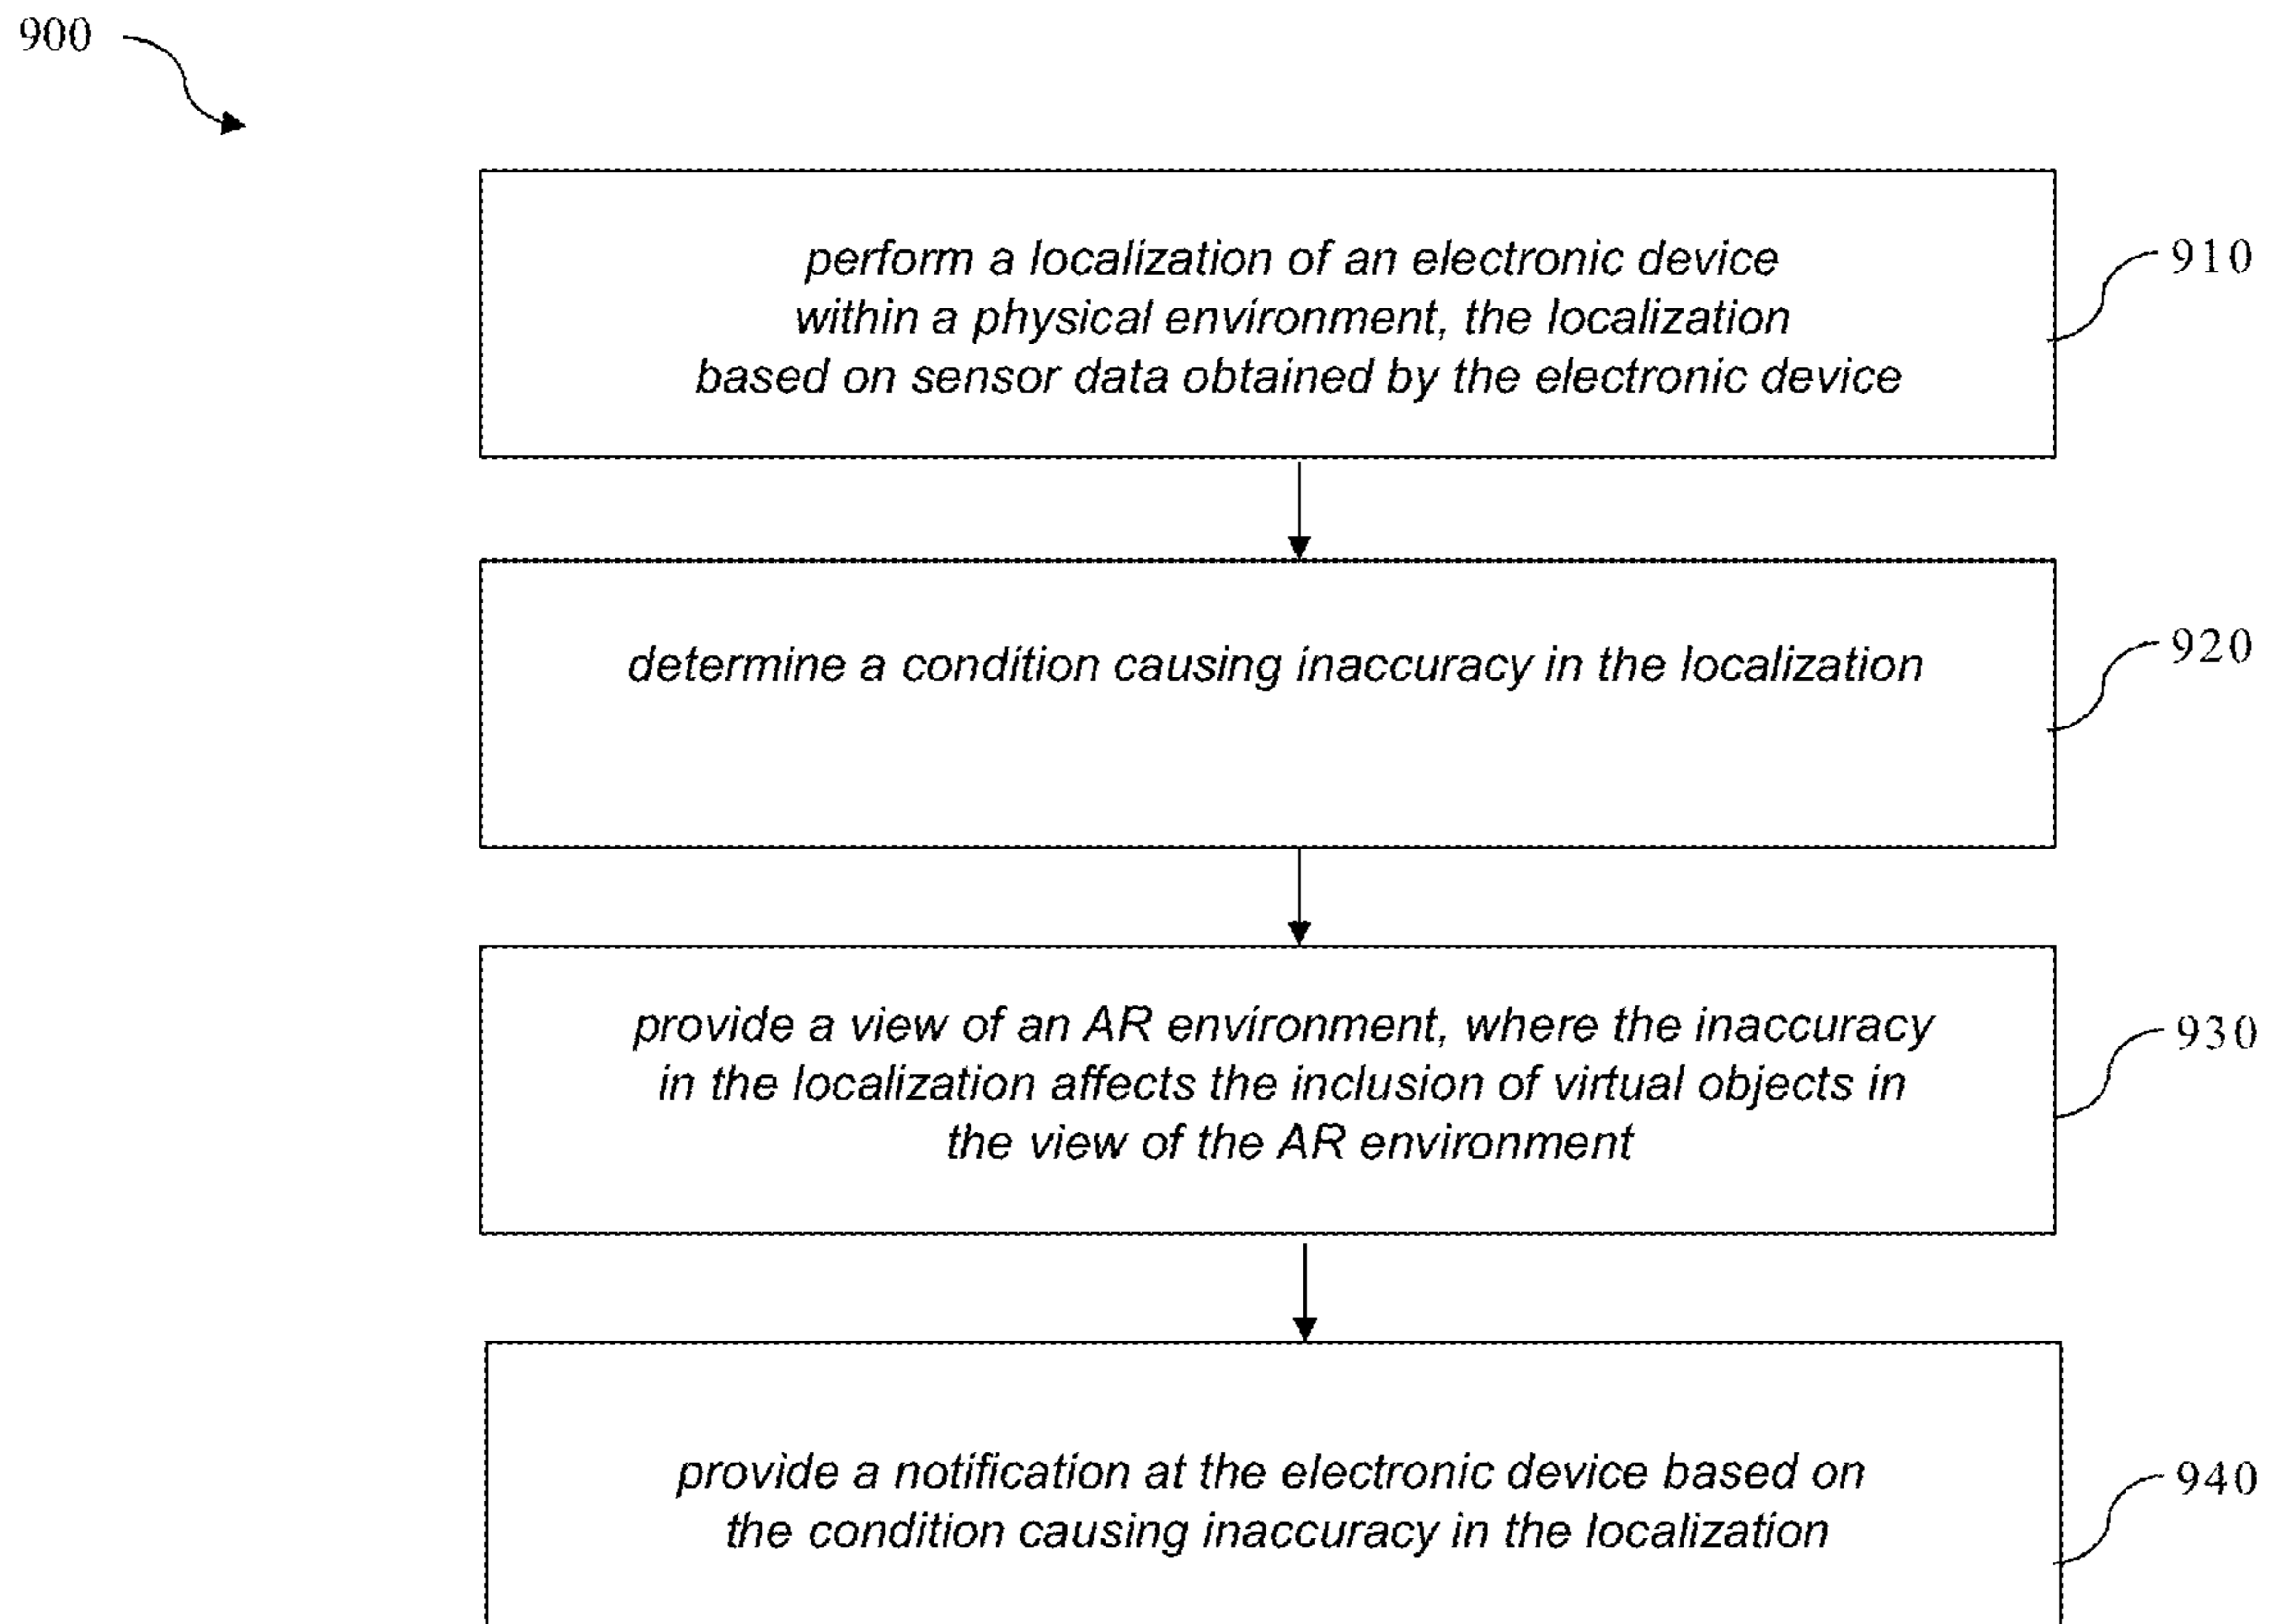 900
perform a localization of an electronic device
within a physical environment, the localization
based on sensor data obtained by the electronic device
910
determine a condition causing inaccuracy in the localization
920
provide a view of an AR environment, where the inaccuracy
in the localization affects the inclusion of virtual objects in
the view of the AR environment
930
provide a notification at the electronic device based on
the condition causing inaccuracy in the localization
940